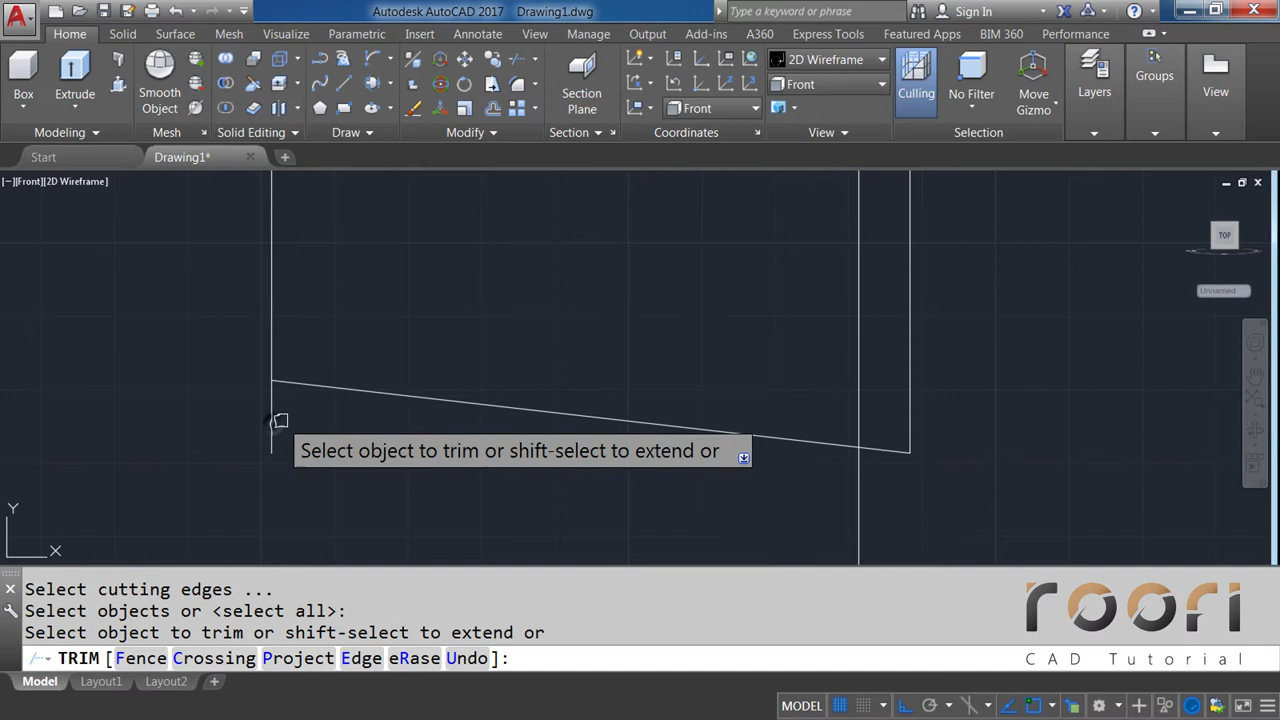 Autodesk AutoCAD 2017 Drawing1.dwg
Type a keyword or phrase
Sign In
Home Solid Surface Mesh Visualize Parametric Insert Annotate View Manage Output Add-ins A360 Express Tools Featured Apps BIM 360 Performance
Box
Extrude
Smooth
Object
Section
Plane
2D Wireframe
Front
Front
Culling
No Filter
Move
Gizmo
Layers
Groups
View
Modeling
Mesh
Solid Editing
Draw
Modify
Section
Coordinates
View
Selection
Start
Drawing1*
[−][Front][2D Wireframe]
TOP
Unnamed
Select object to trim or shift-select to extend or
Y
X
Select cutting edges ...
Select objects or <select all>:
Select object to trim or shift-select to extend or
TRIM [Fence Crossing Project Edge eRase Undo]:
roofi
CAD Tutorial
Model Layout1 Layout2
MODEL